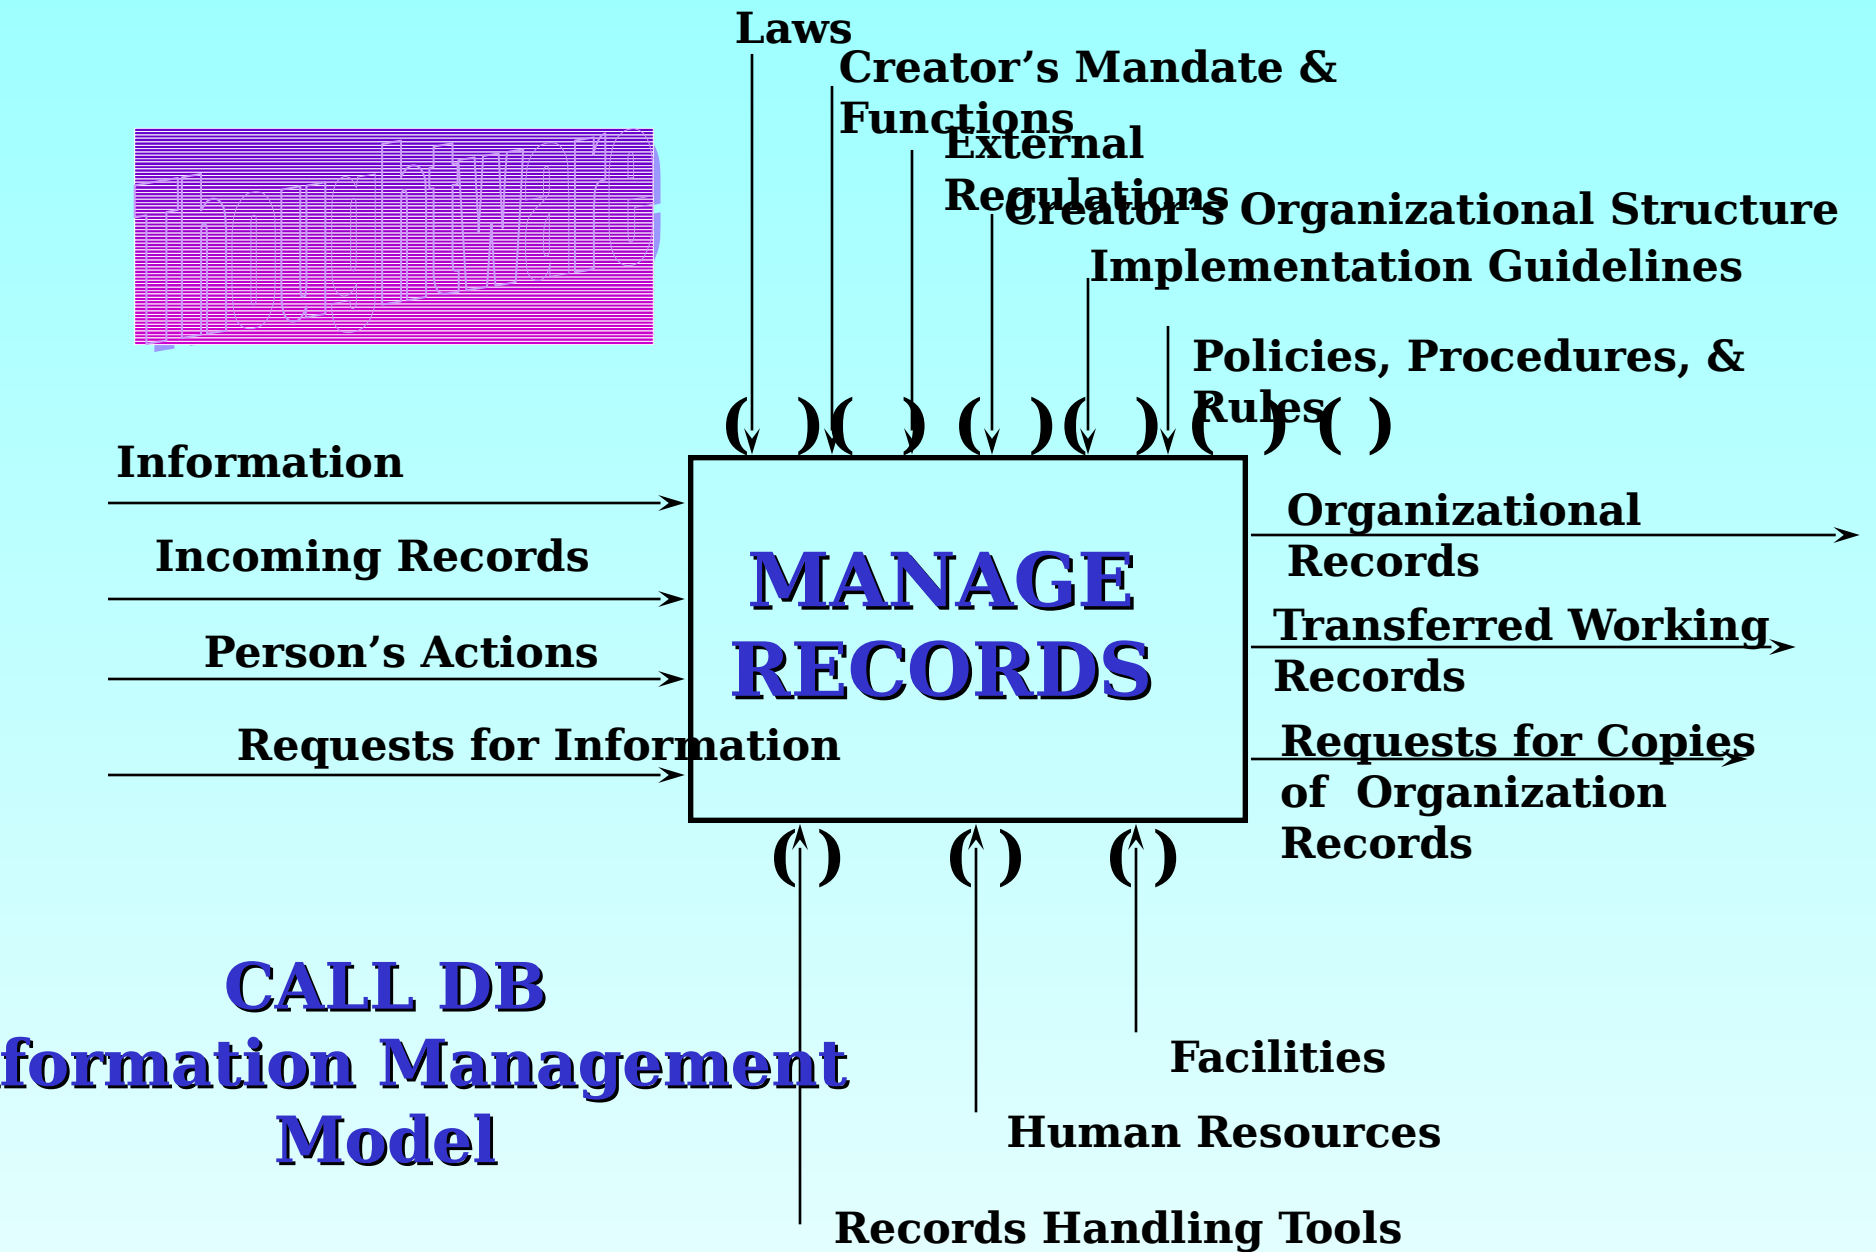 Laws
Creator’s Mandate &
Functions
External
Regulations
Creator’s Organizational Structure
Implementation Guidelines
Policies, Procedures, &
Rules
( ) ( ) ( ) ( ) ( ) ( )
Thoughtware
Information
Incoming Records
Person’s Actions
Requests for Information
MANAGE
RECORDS
Organizational
Records
Transferred Working
Records
Requests for Copies
of Organization
Records
( ) ( ) ( )
CALL DB
nformation Management
Model
Facilities
Human Resources
Records Handling Tools